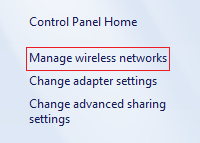 Control Panel Home
Manage wireless networks
Change adapter settings
Change advanced sharing
settings